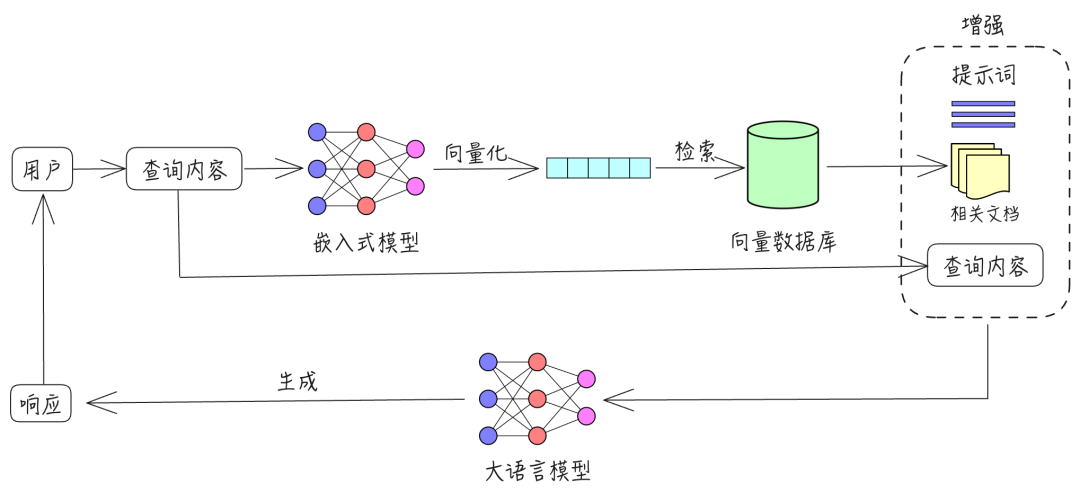 增强
提示词
用户
查询内容
向量化
检索
相关文档
嵌入式模型
向量数据库
查询内容
生成
响应
大语言模型